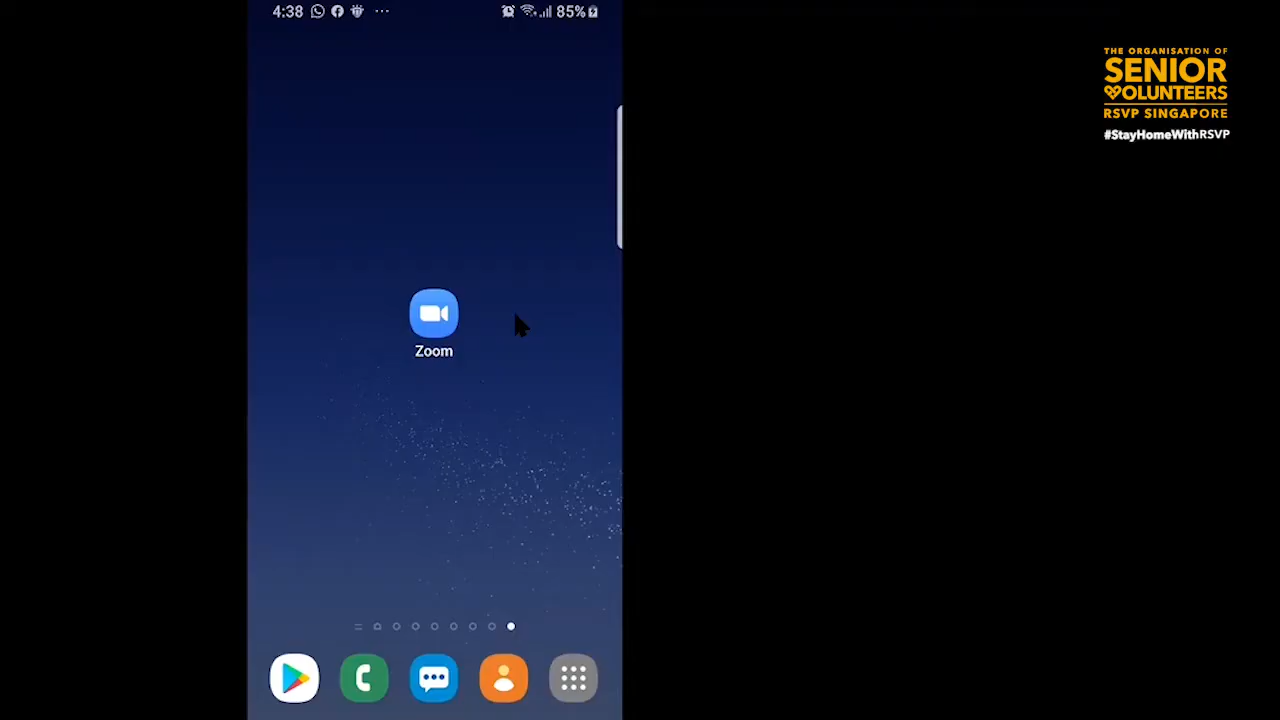 4:38
85%
THE ORGANISATION OF
SENIOR
VOLUNTEERS
RSVP SINGAPORE
#StayHomeWithRSVP
Zoom